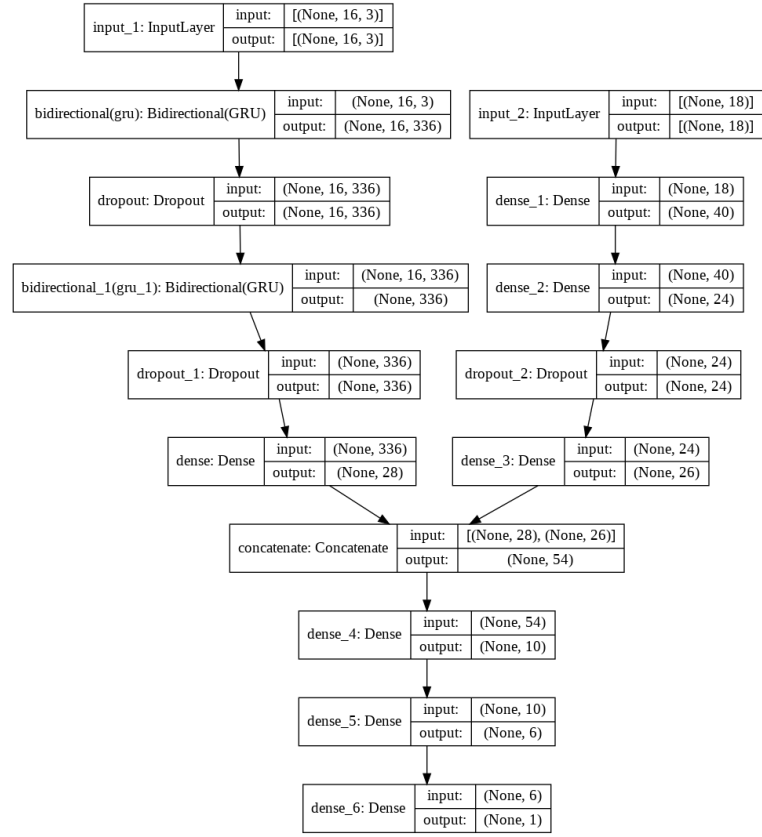 input_1: InputLayer
input: [(None, 16, 3)]
output: [(None, 16, 3)]
bidirectional(gru): Bidirectional(GRU)
input: (None, 16, 3)
output: (None, 16, 336)
input_2: InputLayer
input: [(None, 18)]
output: [(None, 18)]
dropout: Dropout
input: (None, 16, 336)
output: (None, 16, 336)
dense_1: Dense
input: (None, 18)
output: (None, 40)
bidirectional_1(gru_1): Bidirectional(GRU)
input: (None, 16, 336)
output: (None, 336)
dense_2: Dense
input: (None, 40)
output: (None, 24)
dropout_1: Dropout
input: (None, 336)
output: (None, 336)
dropout_2: Dropout
input: (None, 24)
output: (None, 24)
dense: Dense
input: (None, 336)
output: (None, 28)
dense_3: Dense
input: (None, 24)
output: (None, 26)
concatenate: Concatenate
input: [(None, 28), (None, 26)]
output: (None, 54)
dense_4: Dense
input: (None, 54)
output: (None, 10)
dense_5: Dense
input: (None, 10)
output: (None, 6)
dense_6: Dense
input: (None, 6)
output: (None, 1)